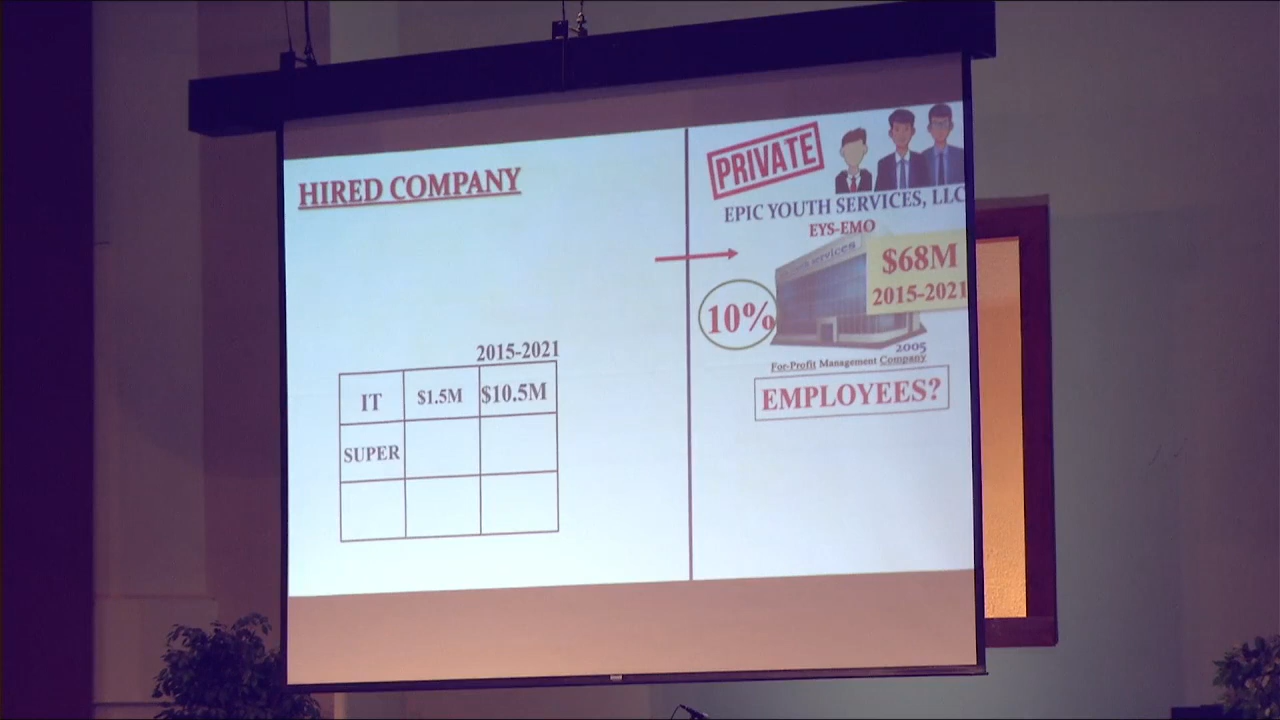 HIRED COMPANY
2015-2021
IT $1.5M $10.5M
SUPER
PRIVATE
EPIC YOUTH SERVICES, LLC
EYS-EMO
services
$68M
2015-2021
10%
2005
For-Profit Management Company
EMPLOYEES?